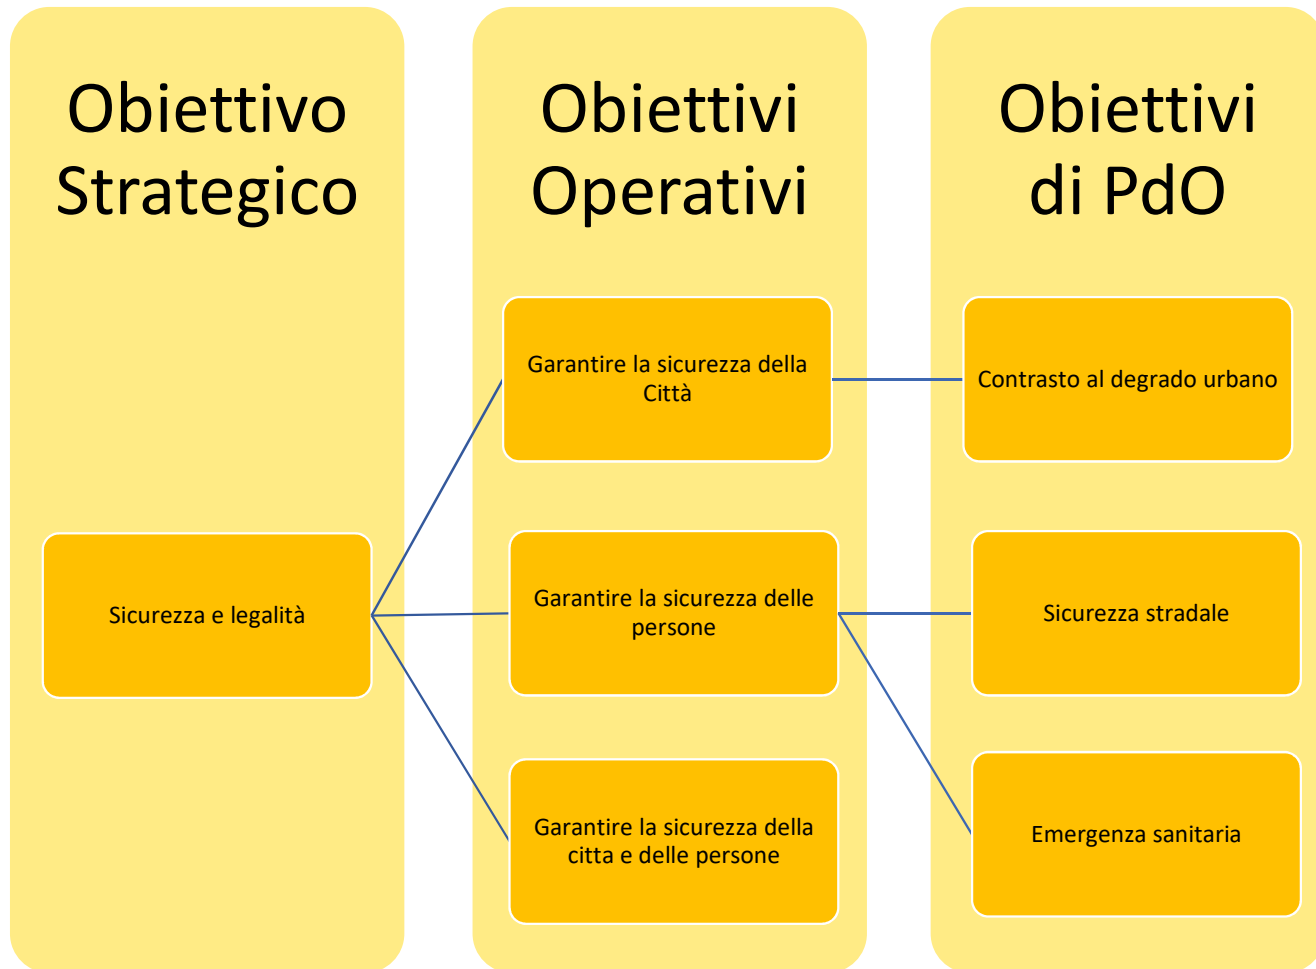 Obiettivo
Strategico
Obiettivi
Operativi
Obiettivi
di PdO
Garantire la sicurezza della
Città
Contrasto al degrado urbano
Sicurezza e legalità
Garantire la sicurezza delle
persone
Sicurezza stradale
Garantire la sicurezza della
citta e delle persone
Emergenza sanitaria